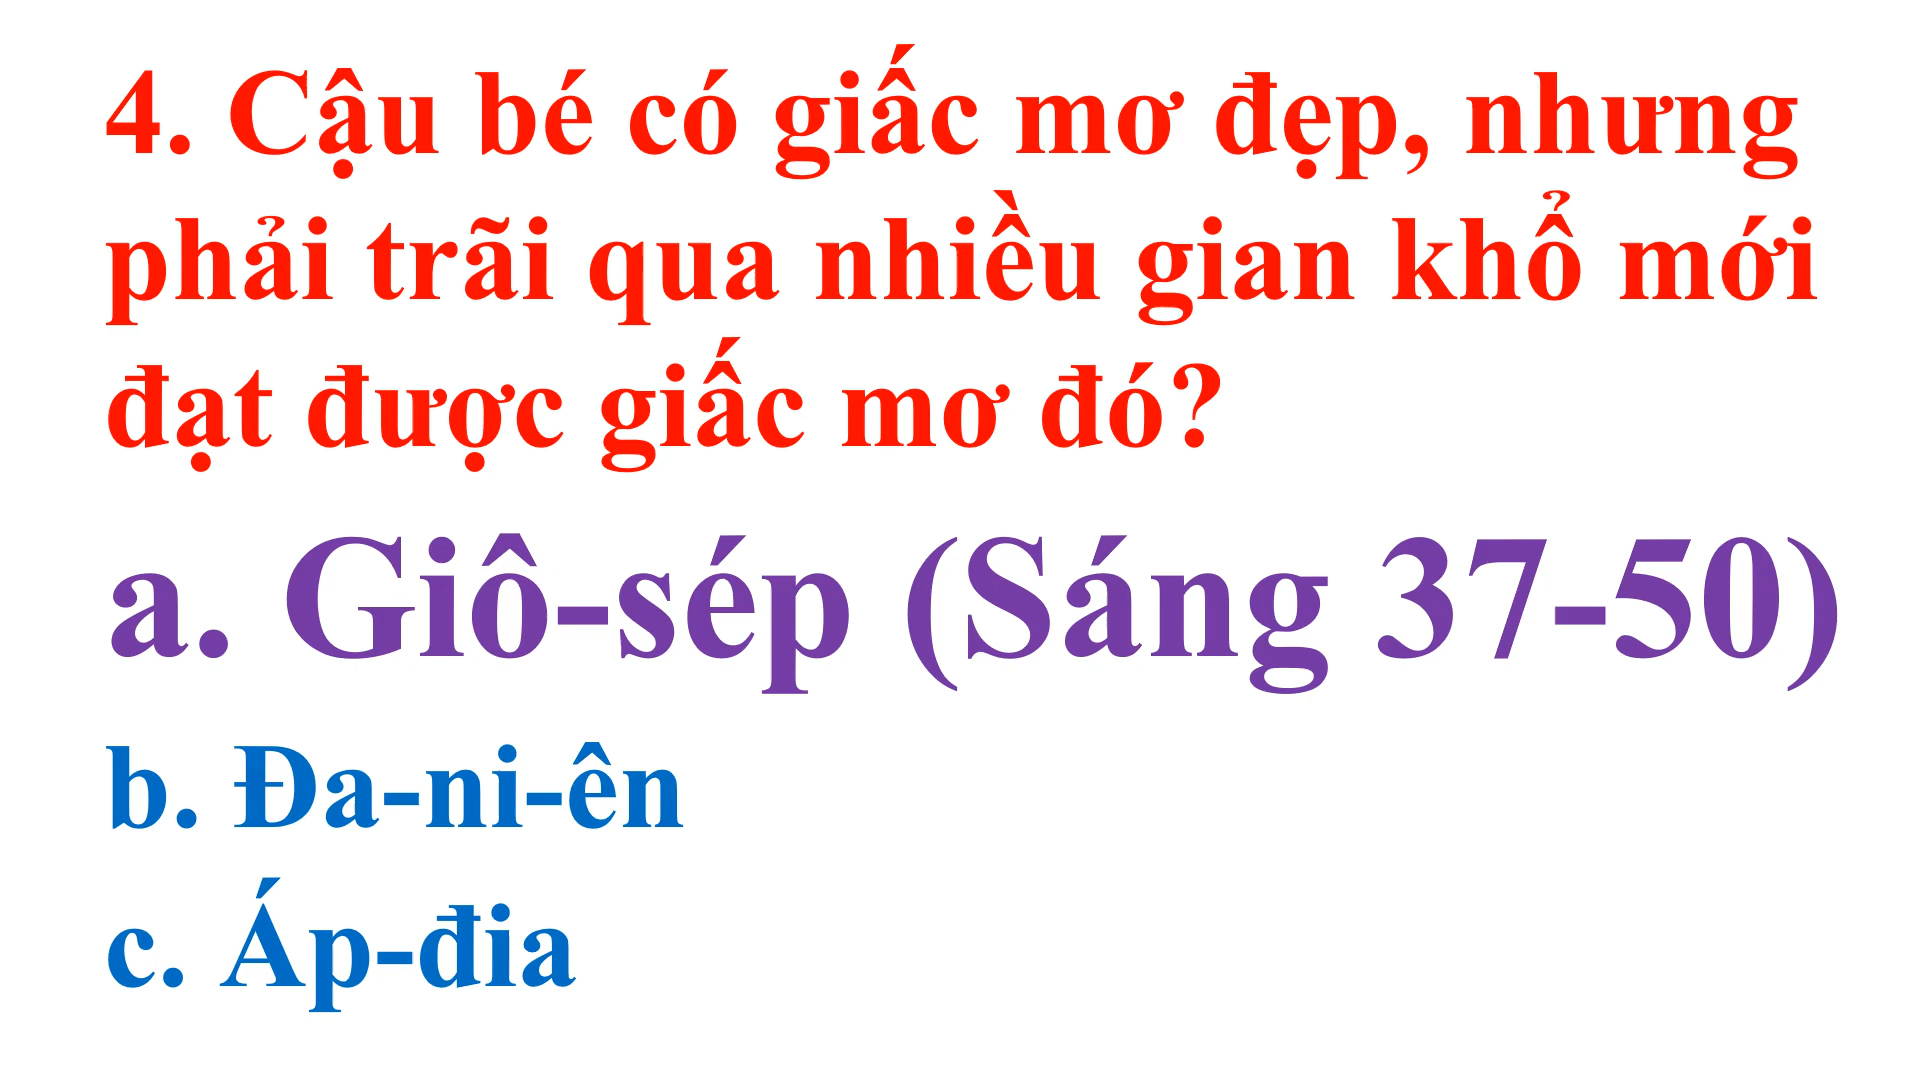 4. Cậu bé có giấc mơ đẹp, nhưng
phải trãi qua nhiều gian khổ mới
đạt được giấc mơ đó?
a. Giô-sép (Sáng 37-50)
b. Đa-ni-ên
c. Áp-đia